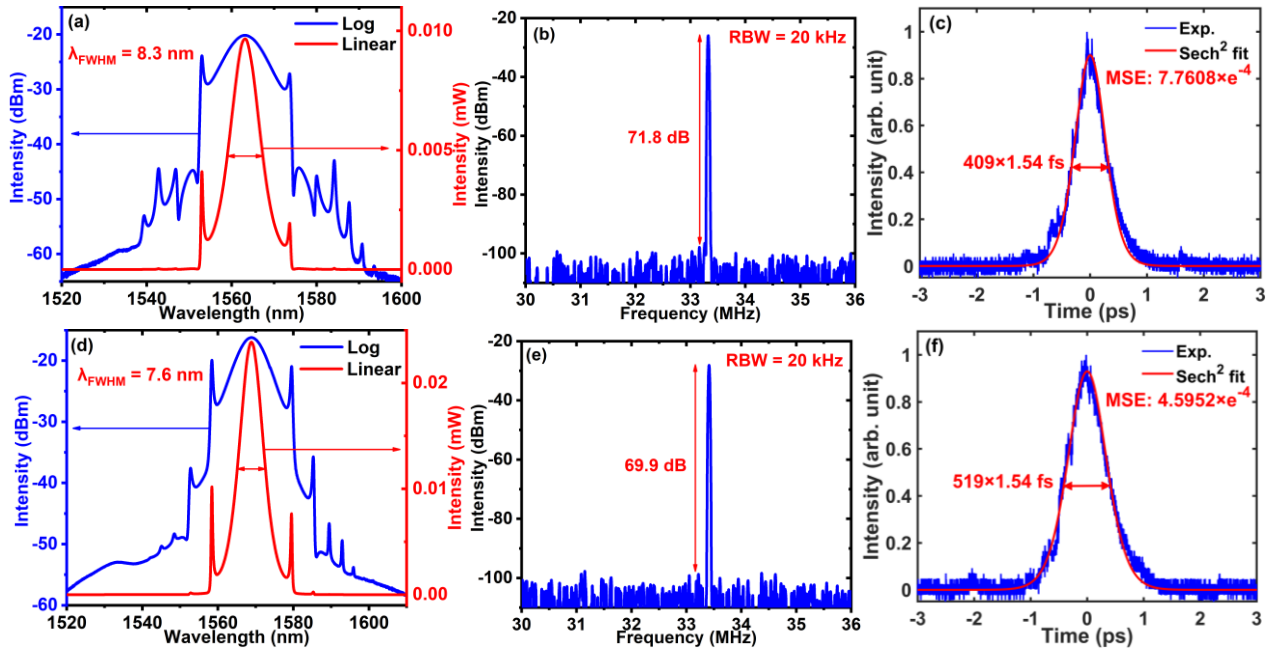 (a)
Log
Linear
λFWHM = 8.3 nm
-20
-30
-40
-50
-60
Intensity (dBm)
0.010
0.005
0.000
Intensity (mW)
1520
1540
1560
1580
1600
Wavelength (nm)
(b)
RBW = 20 kHz
71.8 dB
-20
-40
-60
-80
-100
Intensity (dBm)
30
31
32
33
34
35
36
Frequency (MHz)
(c)
Exp.
Sech² fit
MSE: 7.7608×e⁻⁴
409×1.54 fs
1
0.8
0.6
0.4
0.2
0
Intensity (arb. unit)
-3
-2
-1
0
1
2
3
Time (ps)
(d)
Log
Linear
λFWHM = 7.6 nm
-20
-30
-40
-50
-60
Intensity (dBm)
0.02
0.01
0.00
Intensity (mW)
1520
1540
1560
1580
1600
Wavelength (nm)
(e)
RBW = 20 kHz
69.9 dB
-20
-40
-60
-80
-100
Intensity (dBm)
30
31
32
33
34
35
36
Frequency (MHz)
(f)
Exp.
Sech² fit
MSE: 4.5952×e⁻⁴
519×1.54 fs
1
0.8
0.6
0.4
0.2
0
Intensity (arb. unit)
-3
-2
-1
0
1
2
3
Time (ps)